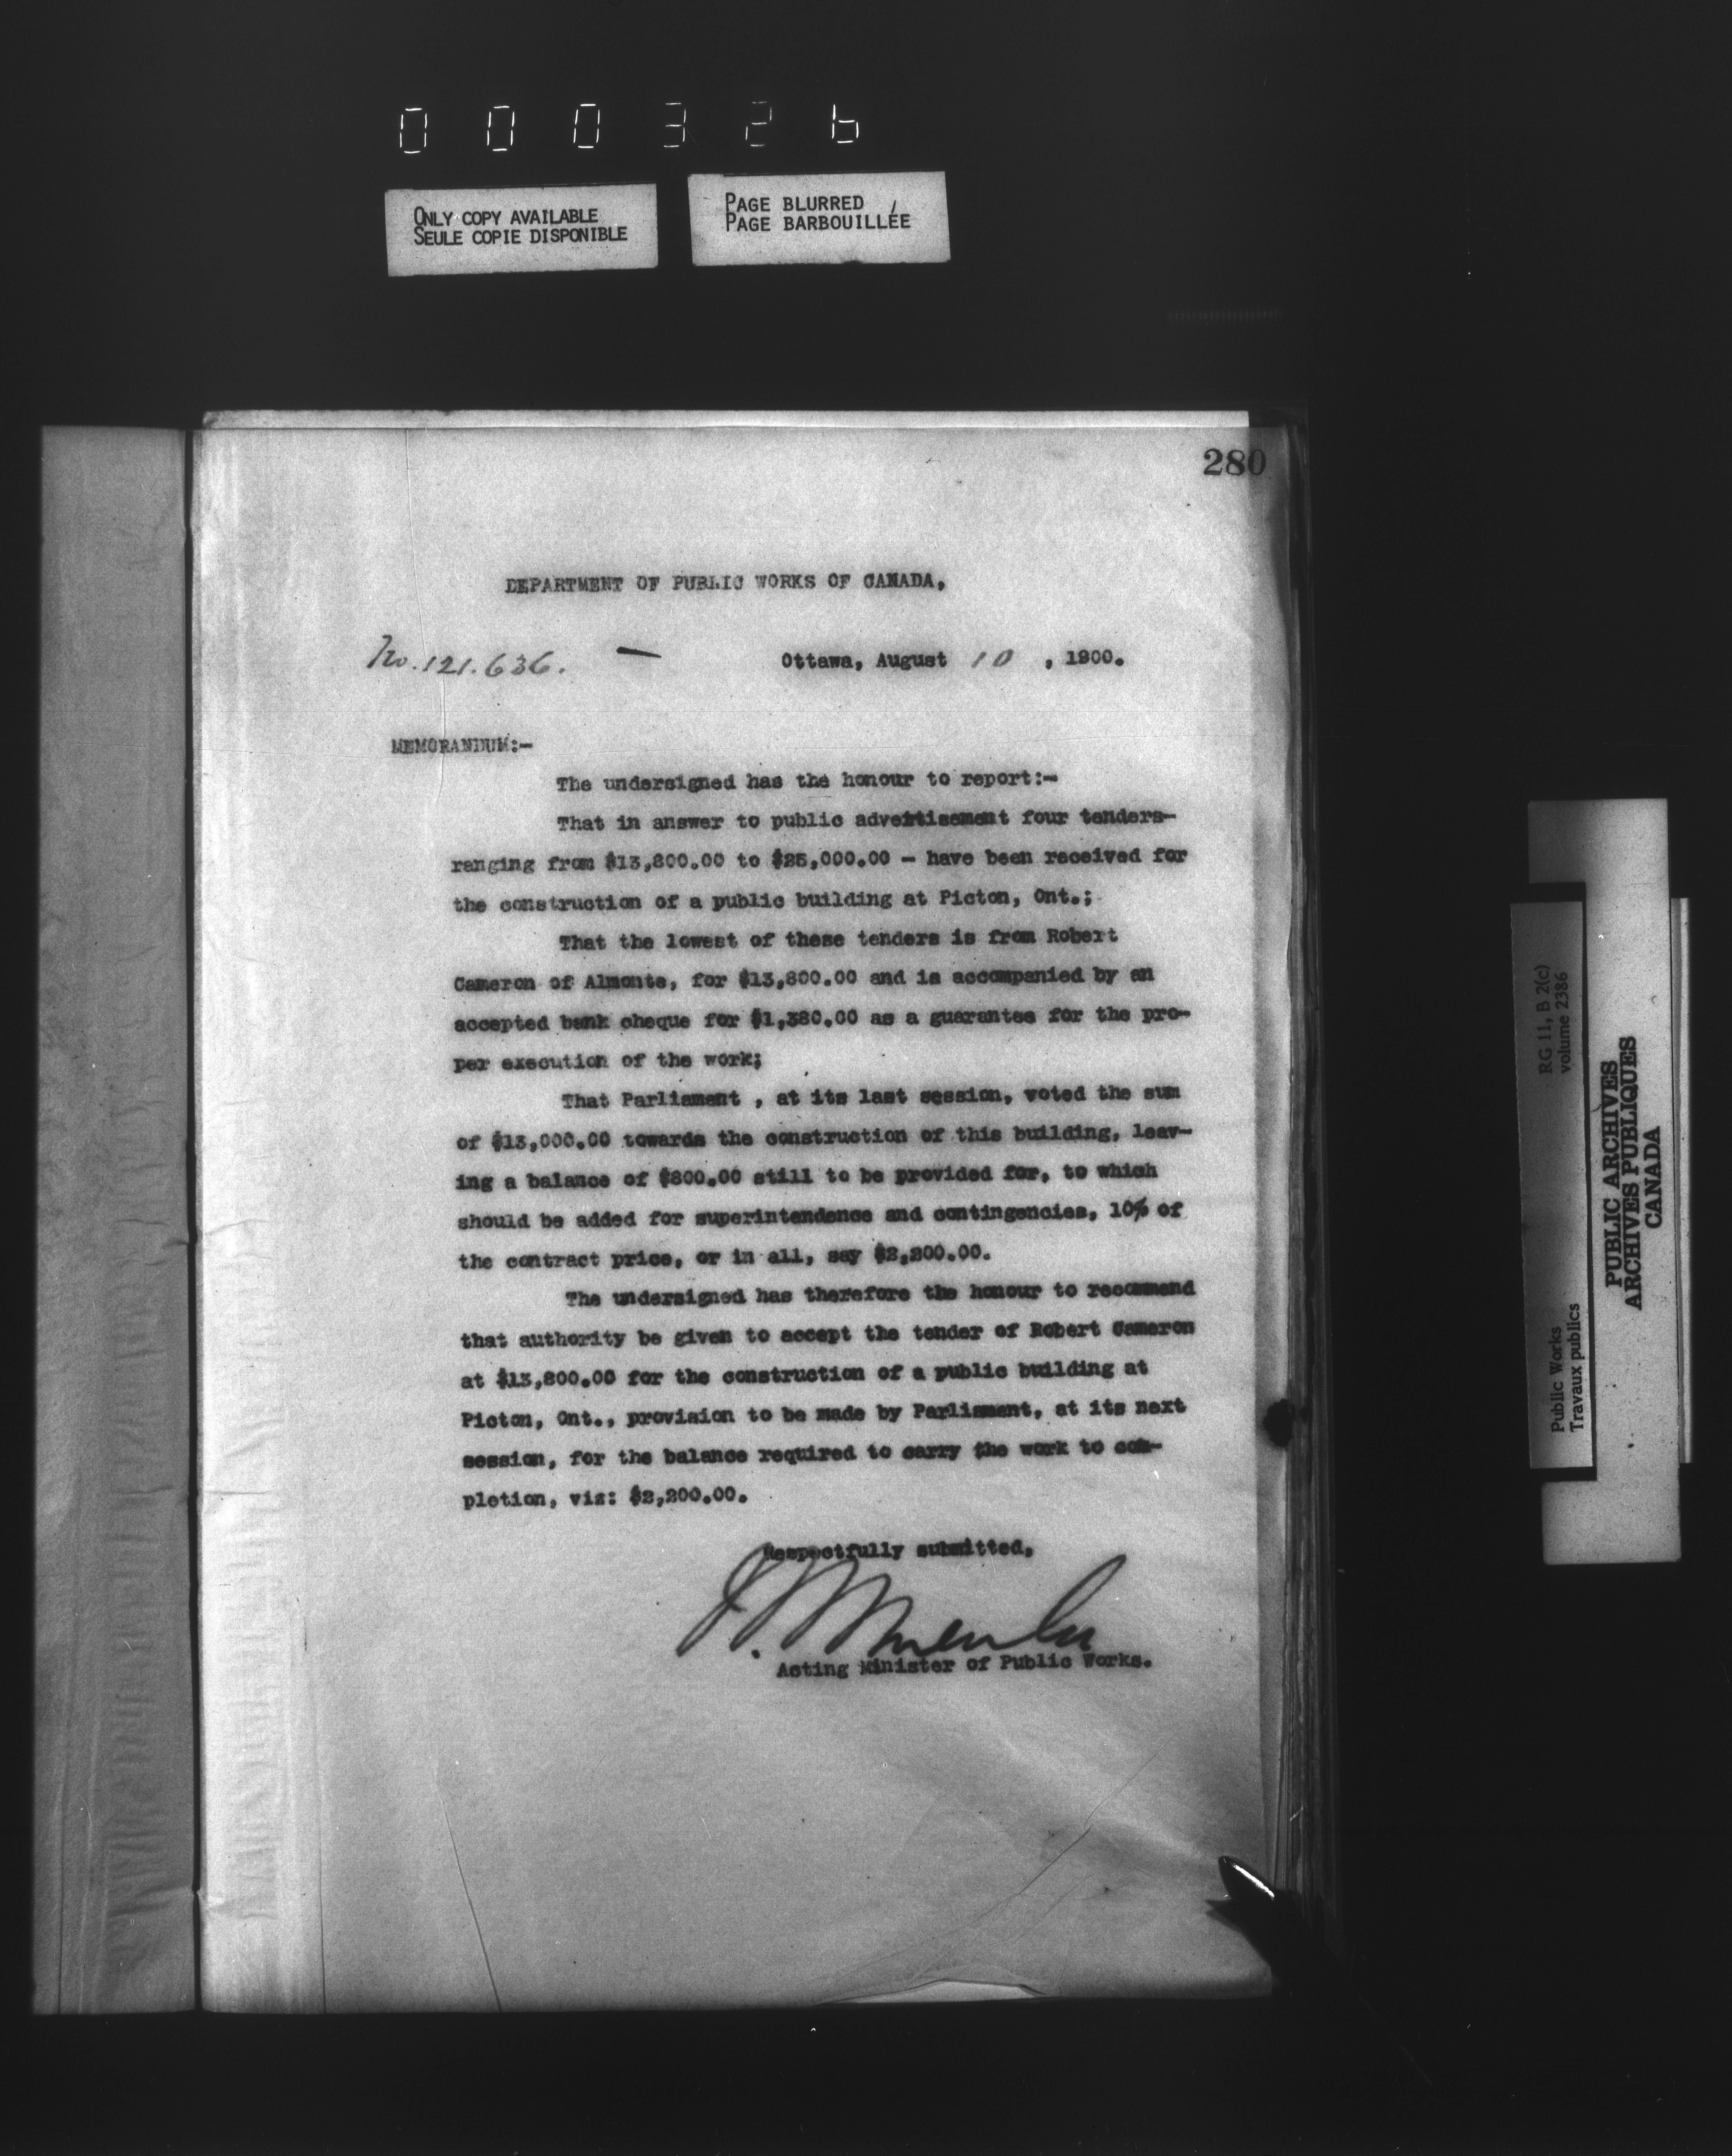 000326
ONLY COPY AVAILABLE
SEULE COPIE DISPONIBLE
PAGE BLURRED
PAGE BARBOUILLÉE
280
DEPARTMENT OF PUBLIC WORKS OF CANADA,
No. 121.636. — Ottawa, August 10 , 1900.
MEMORANDUM:-
The undersigned has the honour to report:-
That in answer to public advertisement four tenders-
ranging from $13,800.00 to $25,000.00 - have been received for
the construction of a public building at Picton, Ont.;
That the lowest of these tenders is from Robert
Cameron of Almonte, for $13,800.00 and is accompanied by an
accepted bank cheque for $1,380.00 as a guarantee for the pro-
per execution of the work;
That Parliament , at its last session, voted the sum
of $13,000.00 towards the construction of this building, leav-
ing a balance of $800.00 still to be provided for, to which
should be added for superintendence and contingencies, 10% of
the contract price, or in all, say $2,200.00.
The undersigned has therefore the honour to recommend
that authority be given to accept the tender of Robert Cameron
at $13,800.00 for the construction of a public building at
Picton, Ont., provision to be made by Parliament, at its next
session, for the balance required to carry the work to com-
pletion, viz: $2,200.00.
Respectfully submitted,
Acting Minister of Public Works.
RG 11, B 2(c)
volume 2386
Public Works
Travaux publics
PUBLIC ARCHIVES
ARCHIVES PUBLIQUES
CANADA